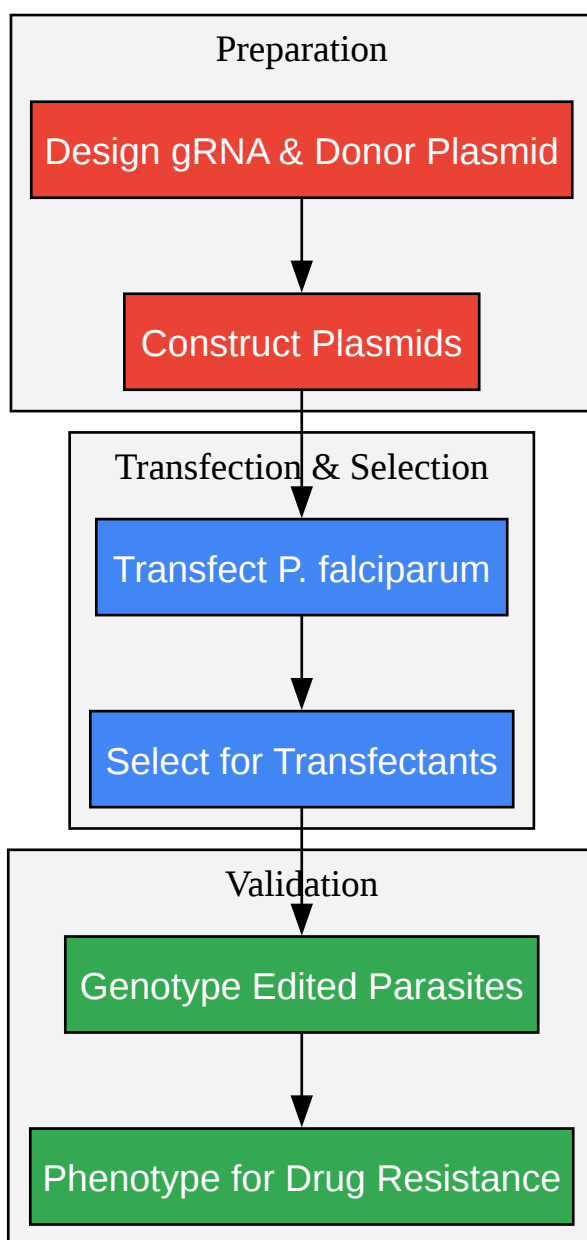 Preparation
Design gRNA & Donor Plasmid
Construct Plasmids
Transfection & Selection
Transfect P. falciparum
Select for Transfectants
Validation
Genotype Edited Parasites
Phenotype for Drug Resistance